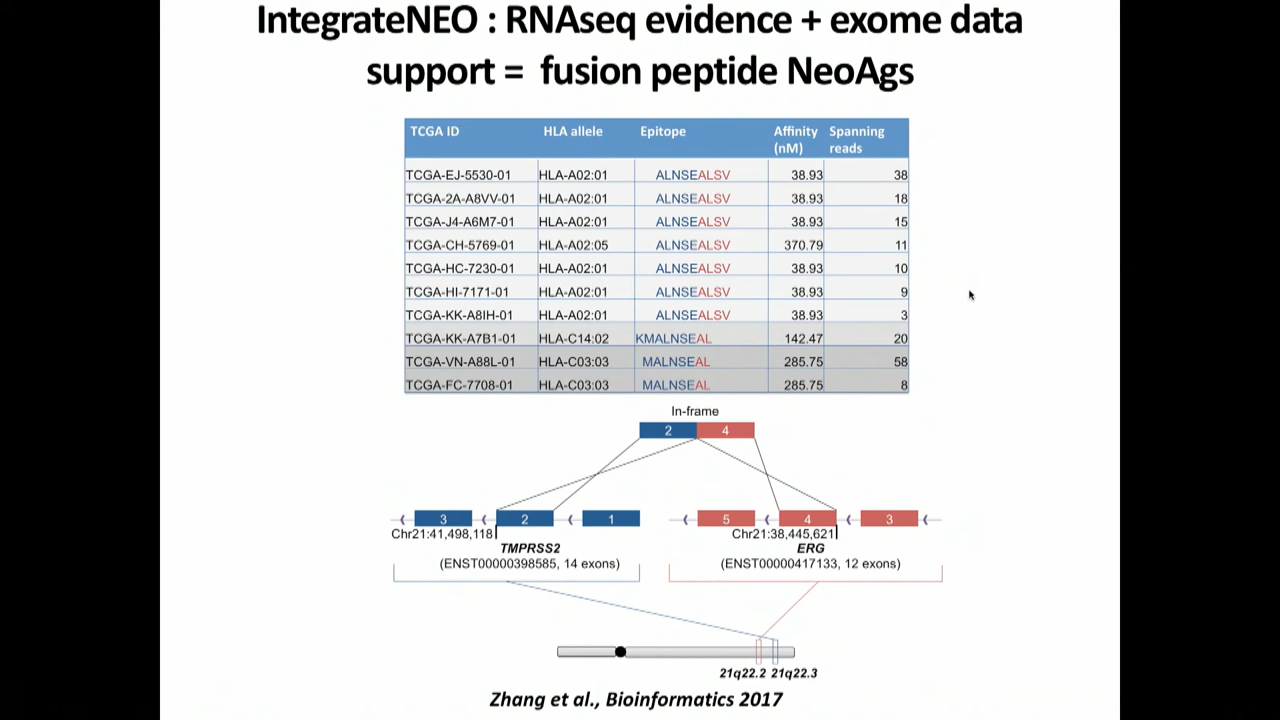 IntegrateNEO : RNAseq evidence + exome data
support = fusion peptide NeoAgs
TCGA ID HLA allele Epitope Affinity (nM) Spanning reads
TCGA-EJ-5530-01 HLA-A02:01 ALNSEALSV 38.93 38
TCGA-2A-A8VV-01 HLA-A02:01 ALNSEALSV 38.93 18
TCGA-J4-A6M7-01 HLA-A02:01 ALNSEALSV 38.93 15
TCGA-CH-5769-01 HLA-A02:05 ALNSEALSV 370.79 11
TCGA-HC-7230-01 HLA-A02:01 ALNSEALSV 38.93 10
TCGA-HI-7171-01 HLA-A02:01 ALNSEALSV 38.93 9
TCGA-KK-A8IH-01 HLA-A02:01 ALNSEALSV 38.93 3
TCGA-KK-A7B1-01 HLA-C14:02 KMALNSEAL 142.47 20
TCGA-VN-A88L-01 HLA-C03:03 MALNSEAL 285.75 58
TCGA-FC-7708-01 HLA-C03:03 MALNSEAL 285.75 8
In-frame
2 4
3 2 1 5 4 3
Chr21:41,498,118 Chr21:38,445,621
TMPRSS2 ERG
(ENST00000398585, 14 exons) (ENST00000417133, 12 exons)
21q22.2 21q22.3
Zhang et al., Bioinformatics 2017